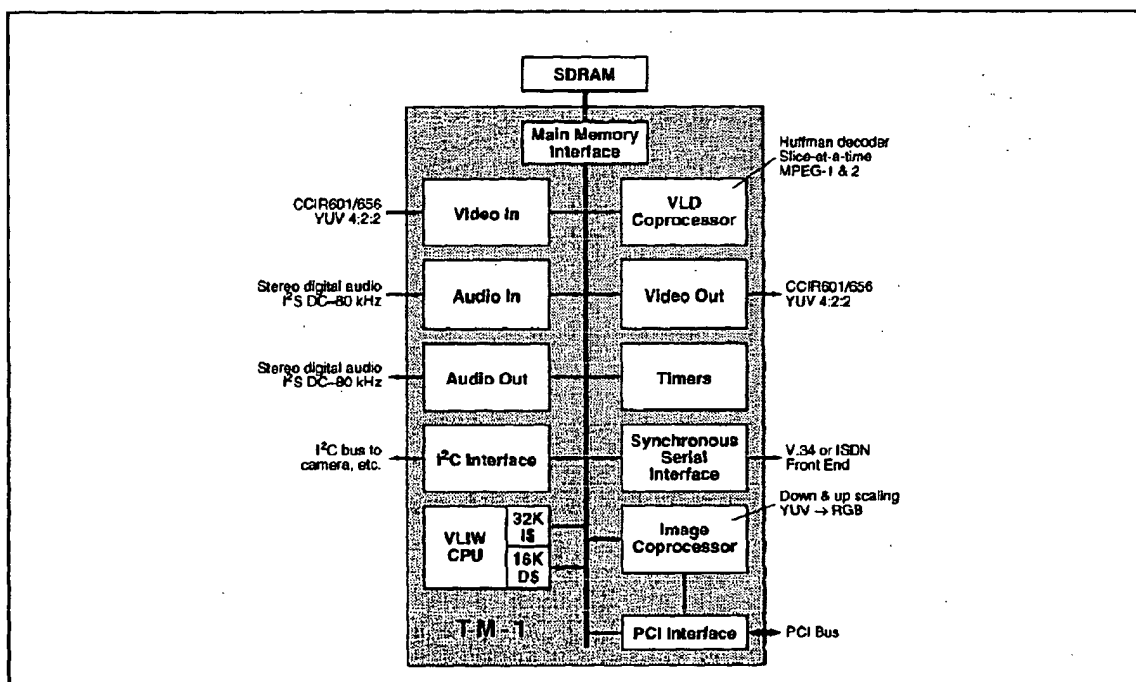 SDRAM
Main Memory
Interface
Huffman decoder
Slice-at-a-time
MPEG-1 & 2
CCIR601/656
YUV 4:2:2
Video In
VLD
Coprocessor
Stereo digital audio
I²S DC–80 kHz
Audio In
Video Out
CCIR601/656
YUV 4:2:2
Stereo digital audio
I²S DC–80 kHz
Audio Out
Timers
I²C bus to
camera, etc.
I²C Interface
Synchronous
Serial
Interface
V.34 or ISDN
Front End
Down & up scaling
YUV → RGB
VLIW
CPU
32K
I$
16K
D$
Image
Coprocessor
TM-1
PCI Interface
PCI Bus